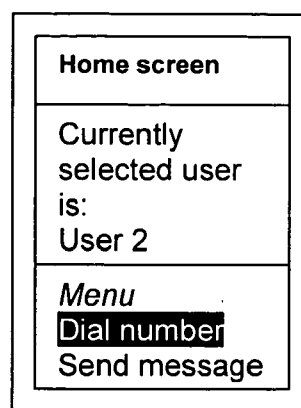 Home screen
Currently
selected user
is:
User 2
Menu
Dial number
Send message